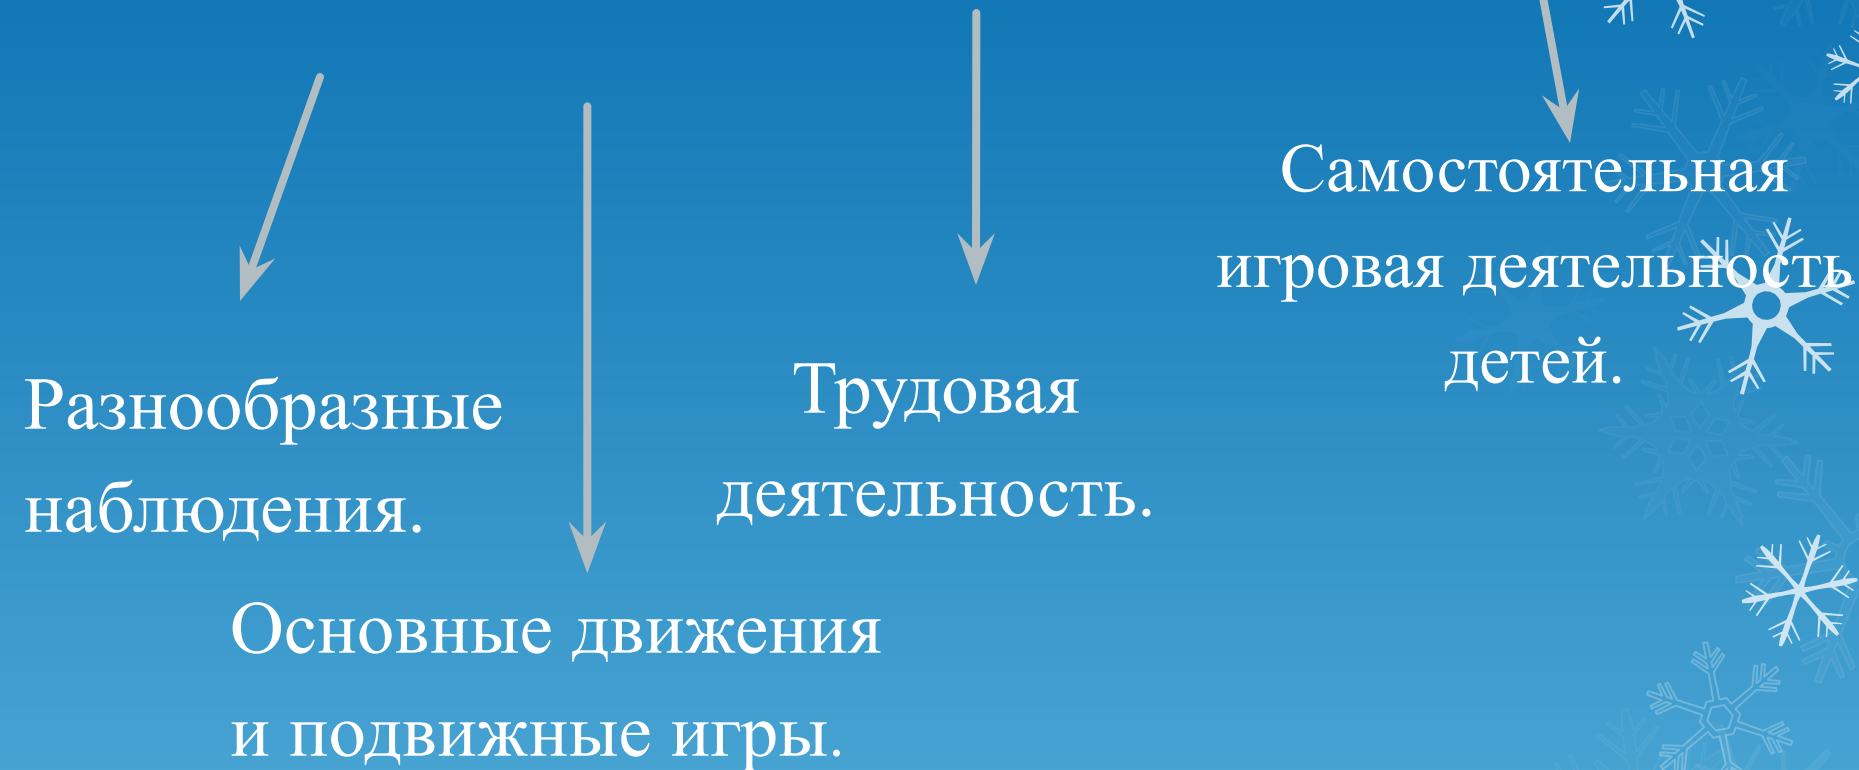 Разнообразные
наблюдения.
Основные движения
и подвижные игры.
Трудовая
деятельность.
Самостоятельная
игровая деятельность
детей.